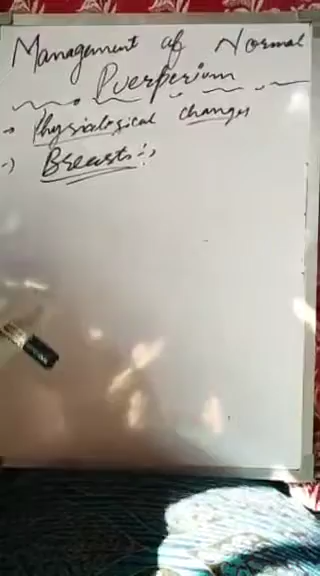 Management of Normal
Puerperium
→ Physiological changes
→ Breasts :→